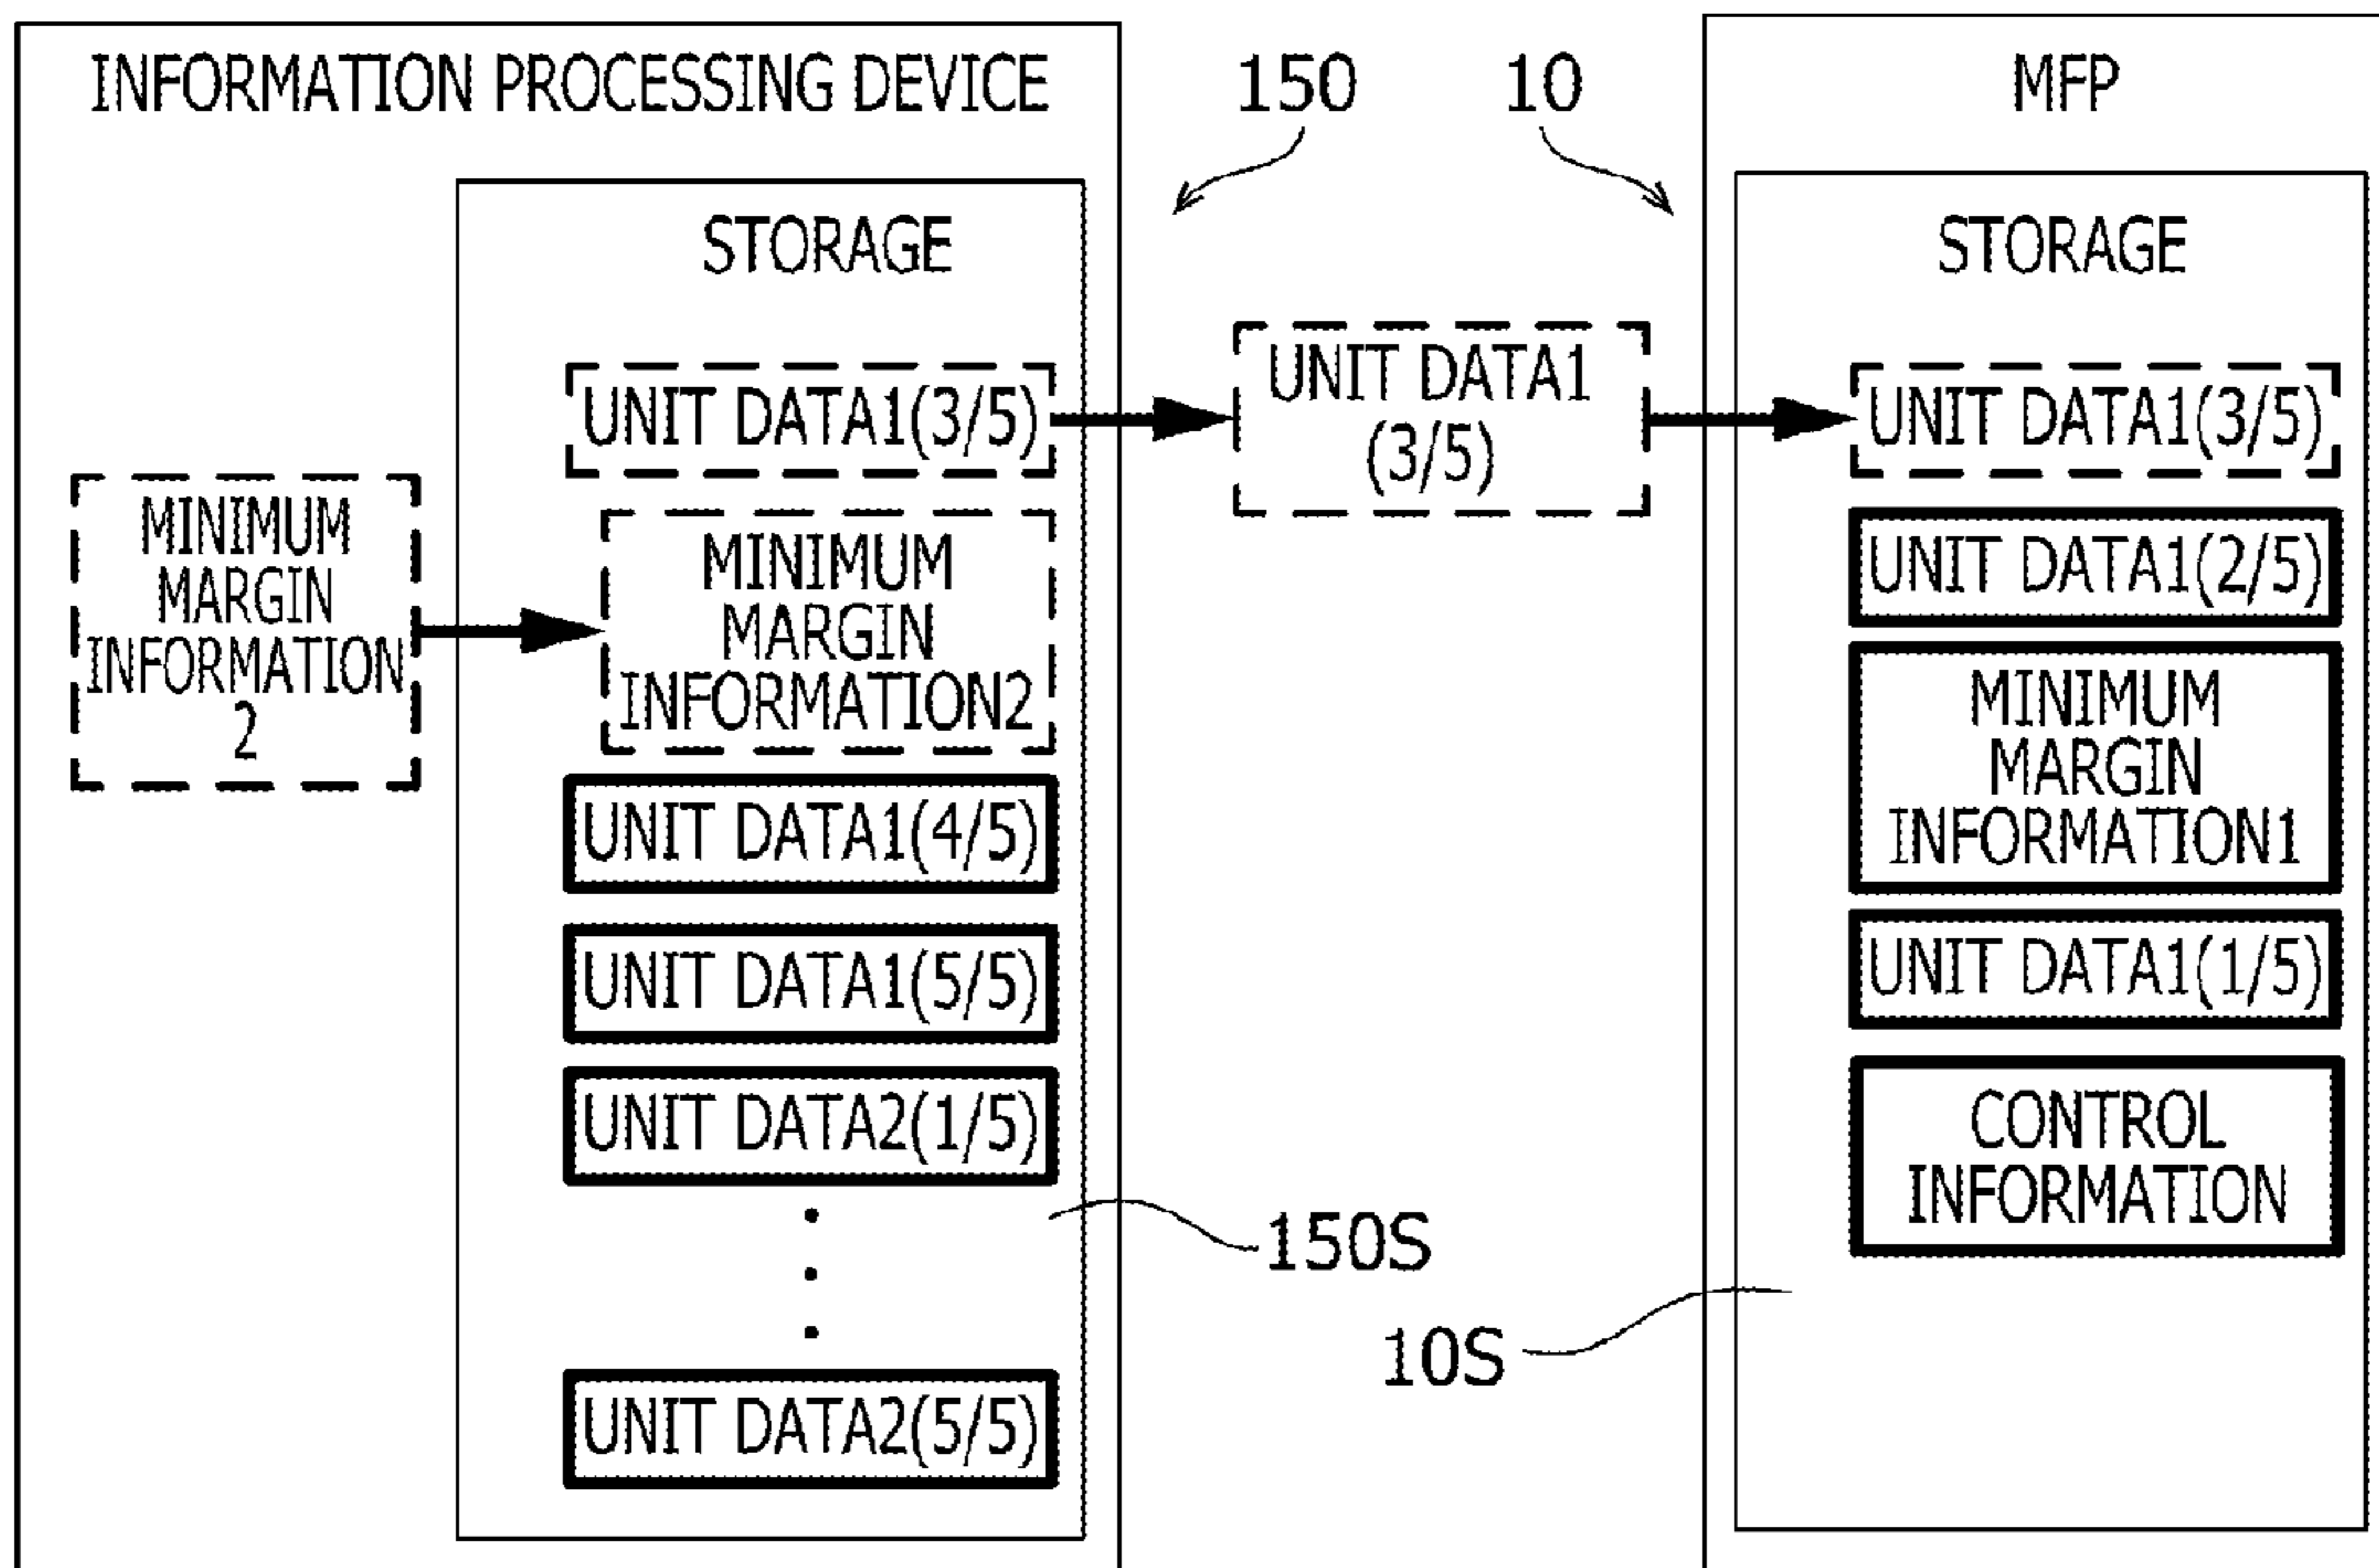 INFORMATION PROCESSING DEVICE
STORAGE
UNIT DATA1(3/5)
MINIMUM
MARGIN
INFORMATION
2
MINIMUM
MARGIN
INFORMATION2
UNIT DATA1(4/5)
UNIT DATA1(5/5)
UNIT DATA2(1/5)
UNIT DATA2(5/5)
150
10
UNIT DATA1
(3/5)
150S
10S
MFP
STORAGE
UNIT DATA1(3/5)
UNIT DATA1(2/5)
MINIMUM
MARGIN
INFORMATION1
UNIT DATA1(1/5)
CONTROL
INFORMATION